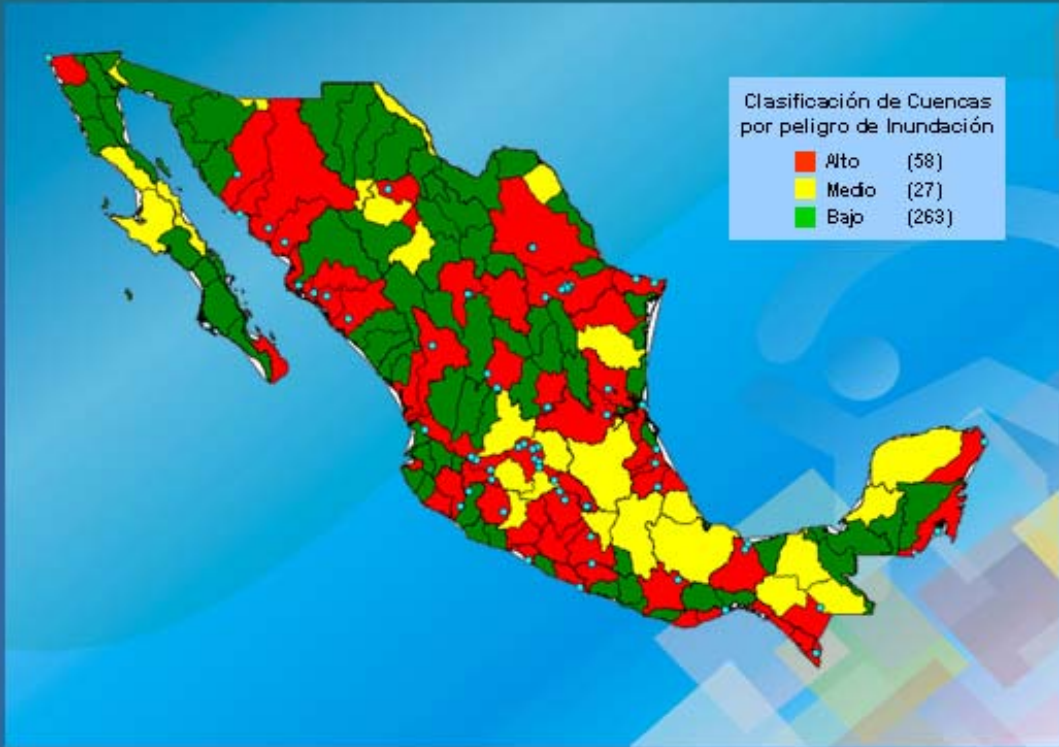 Clasificación de Cuencas
por peligro de Inundación
Alto (58)
Medio (27)
Bajo (263)